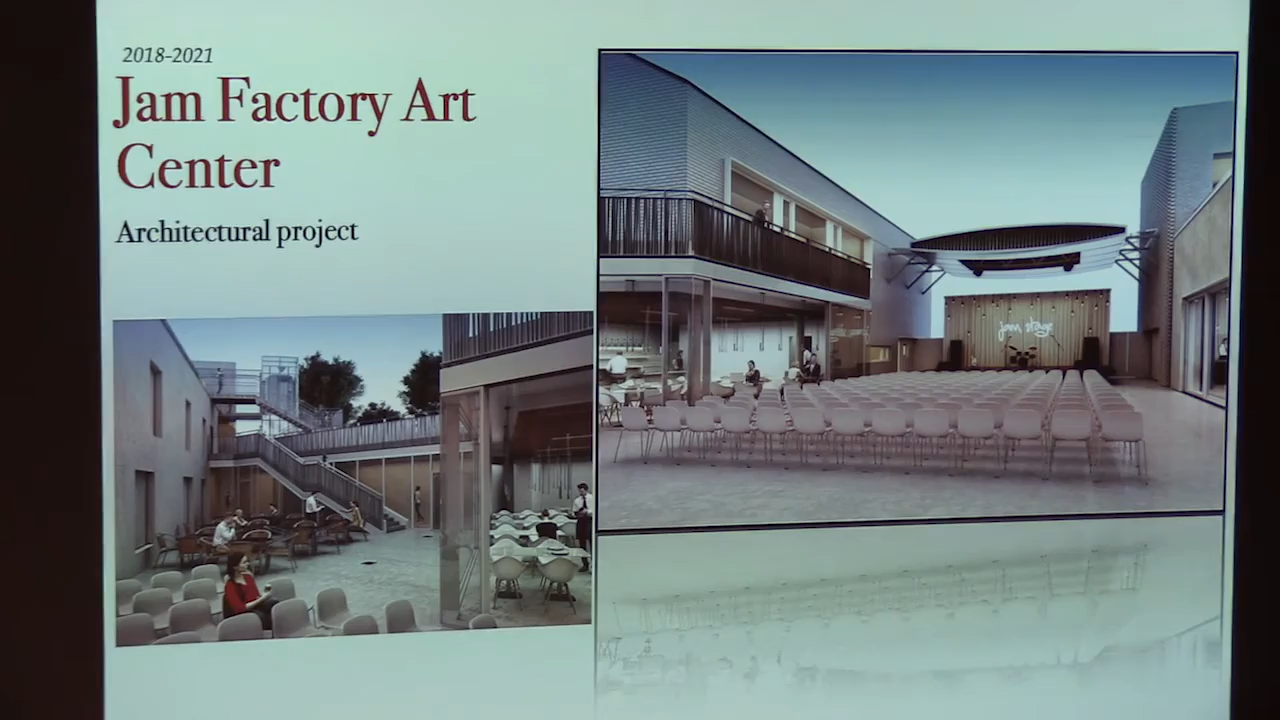 2018-2021
Jam Factory Art
Center
Architectural project
jam stage